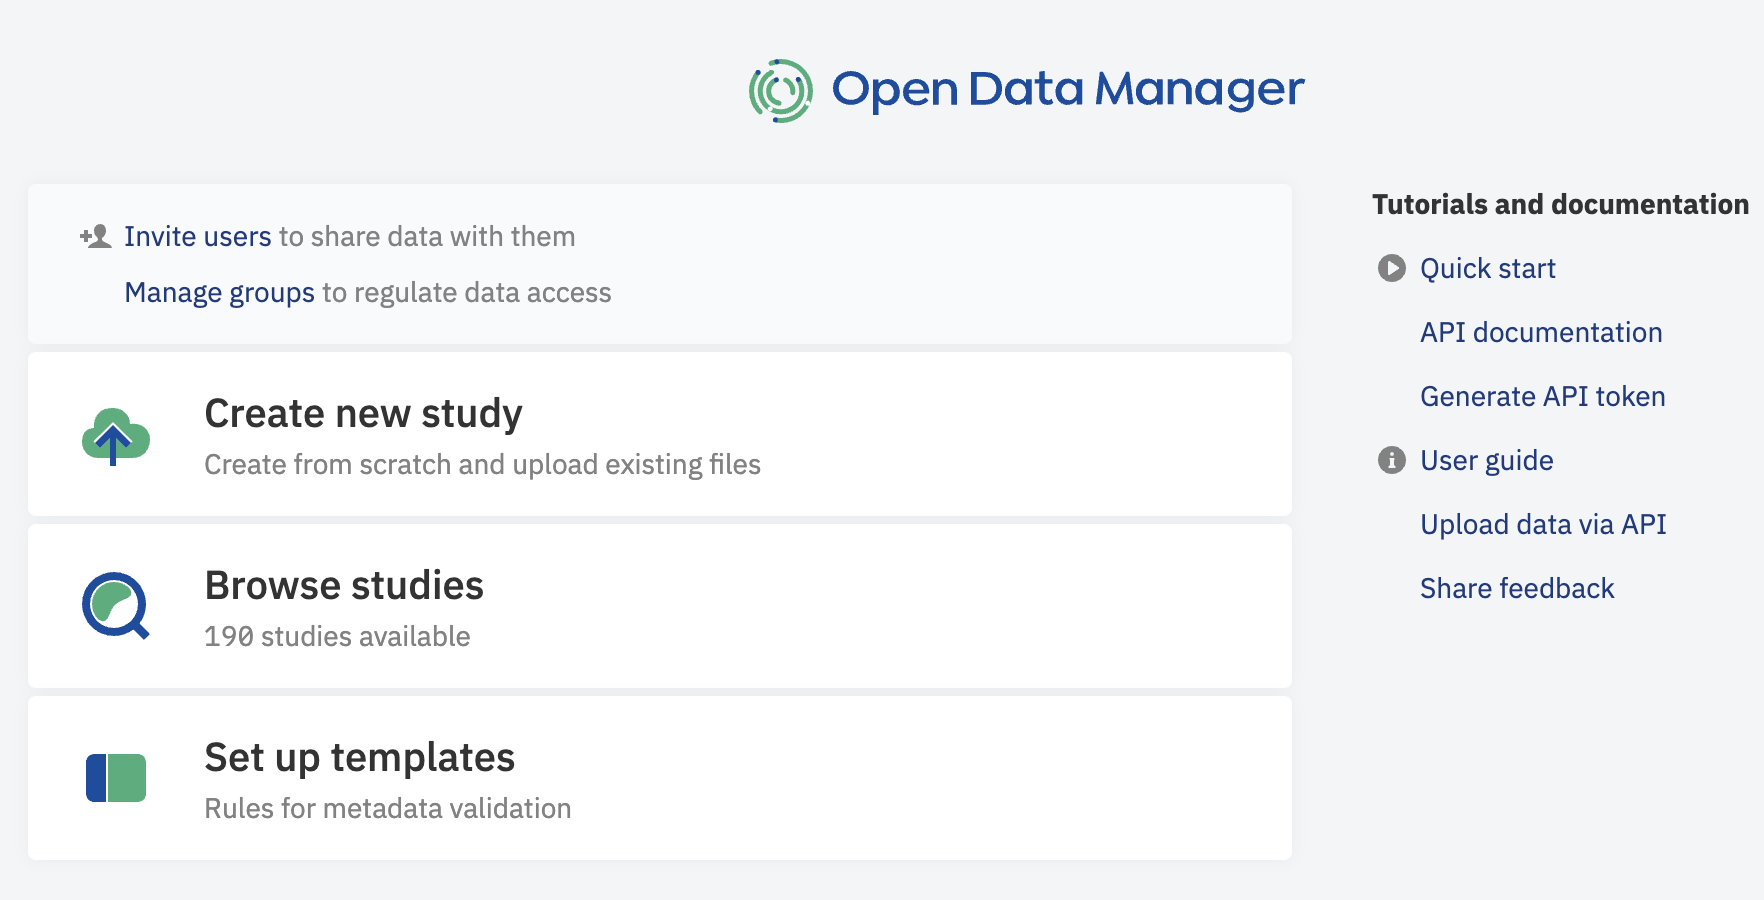 Open Data Manager
Invite users to share data with them
Manage groups to regulate data access
Create new study
Create from scratch and upload existing files
Browse studies
190 studies available
Set up templates
Rules for metadata validation
Tutorials and documentation
Quick start
API documentation
Generate API token
User guide
Upload data via API
Share feedback